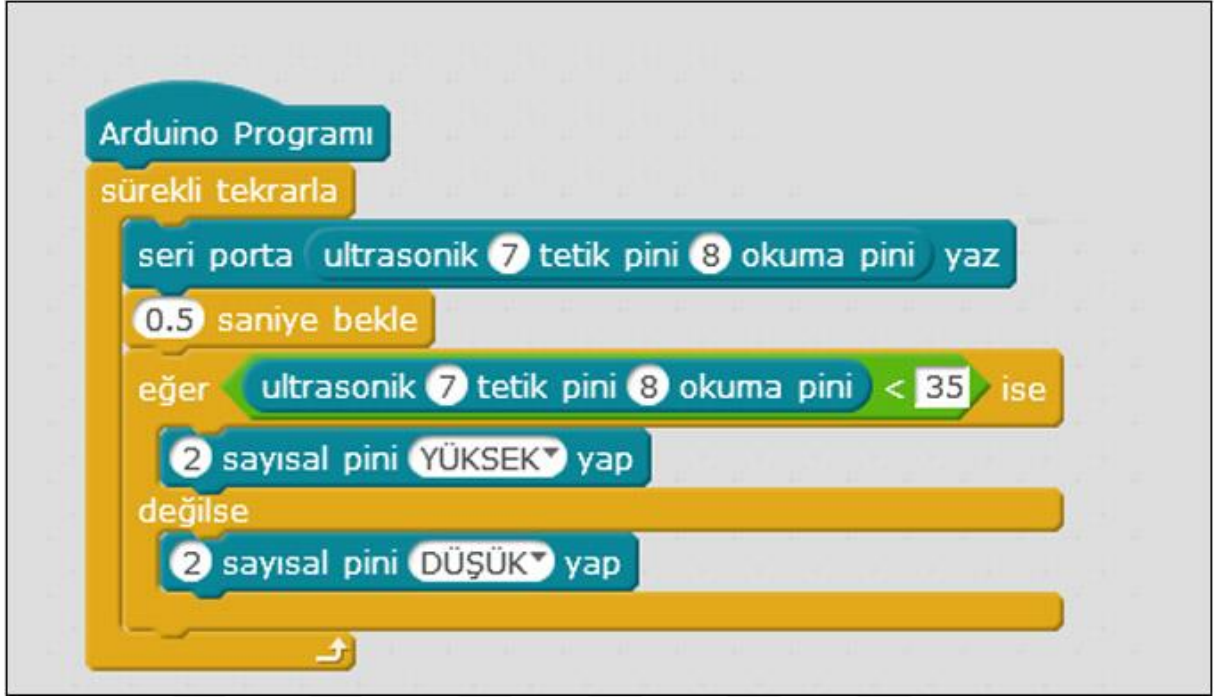 Arduino Programı
sürekli tekrarla
seri porta ultrasonik 7 tetik pini 8 okuma pini yaz
0.5 saniye bekle
eğer ultrasonik 7 tetik pini 8 okuma pini < 35 ise
2 sayısal pini YÜKSEK yap
değilse
2 sayısal pini DÜŞÜK yap